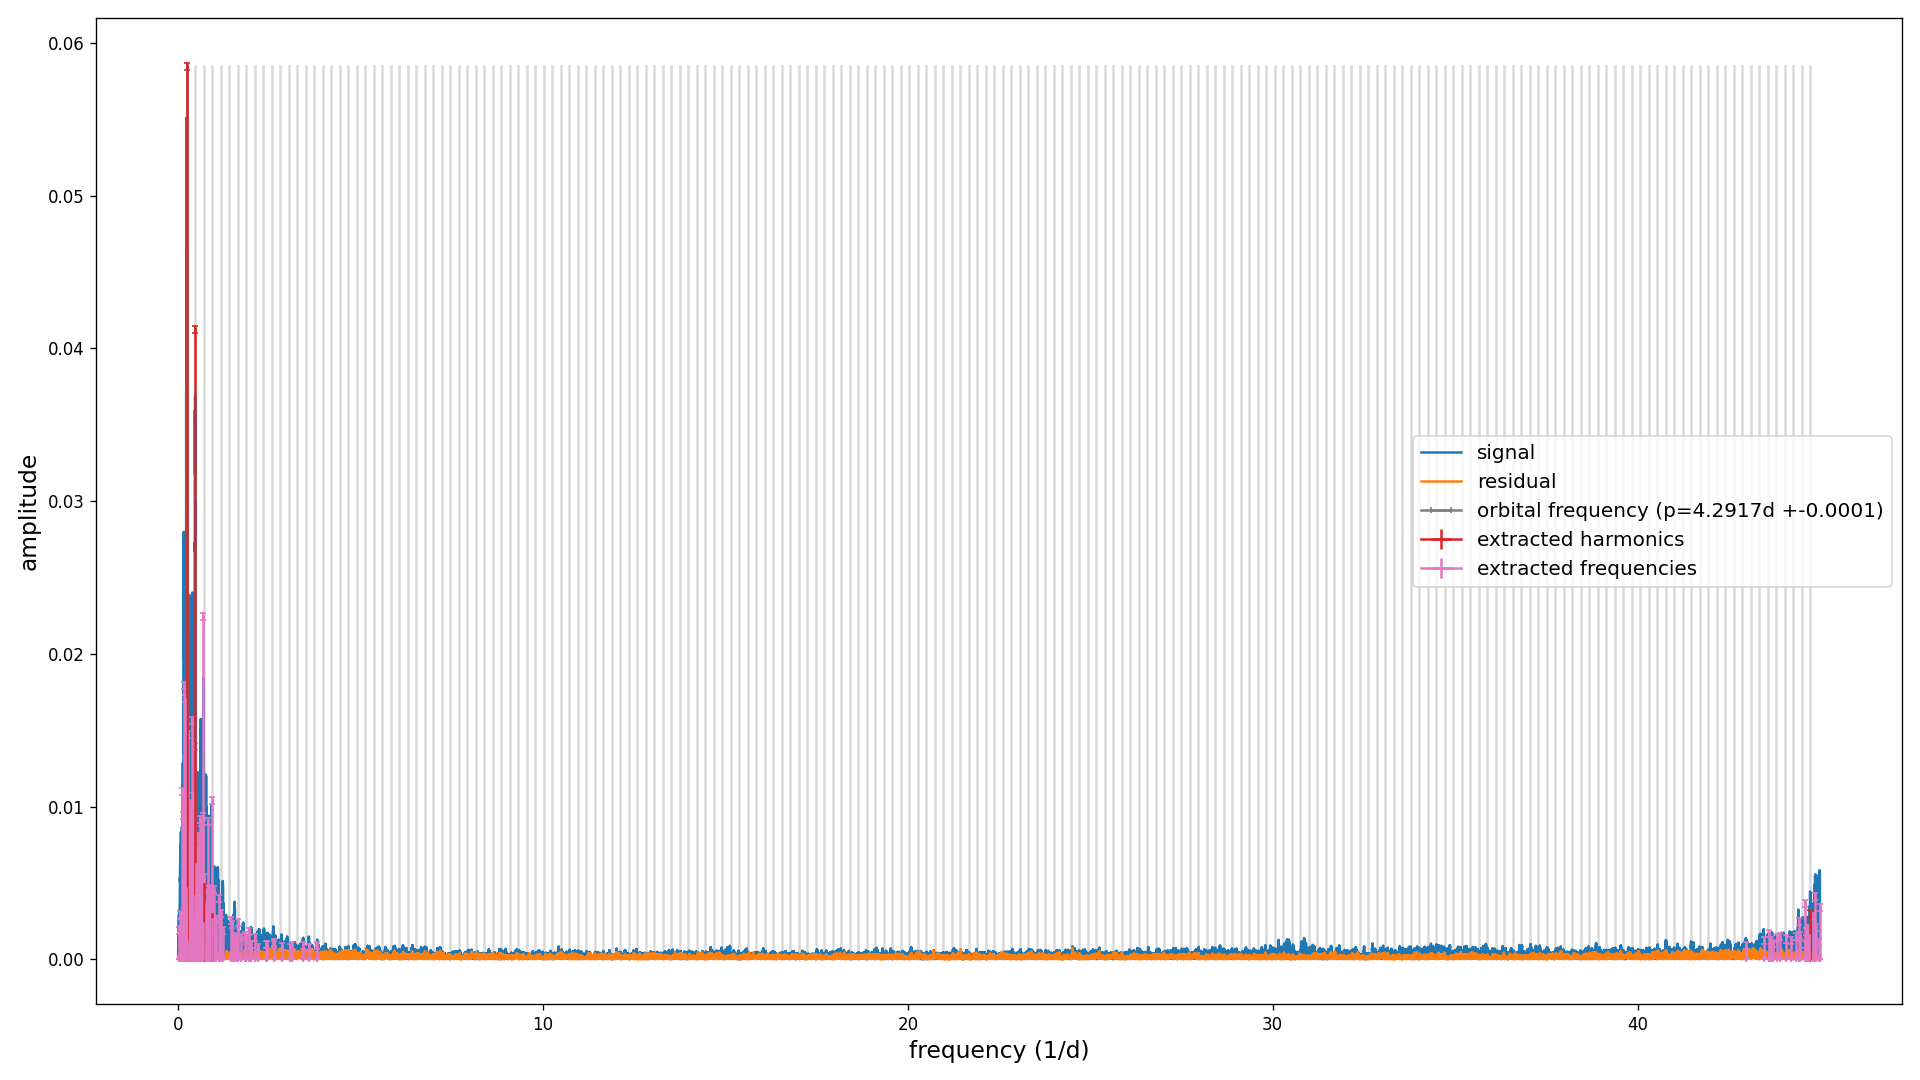 0.06
0.05
0.04
0.03
0.02
0.01
0.00
amplitude
signal
residual
orbital frequency (p=4.2917d +-0.0001)
extracted harmonics
extracted frequencies
0 10 20 30 40
frequency (1/d)